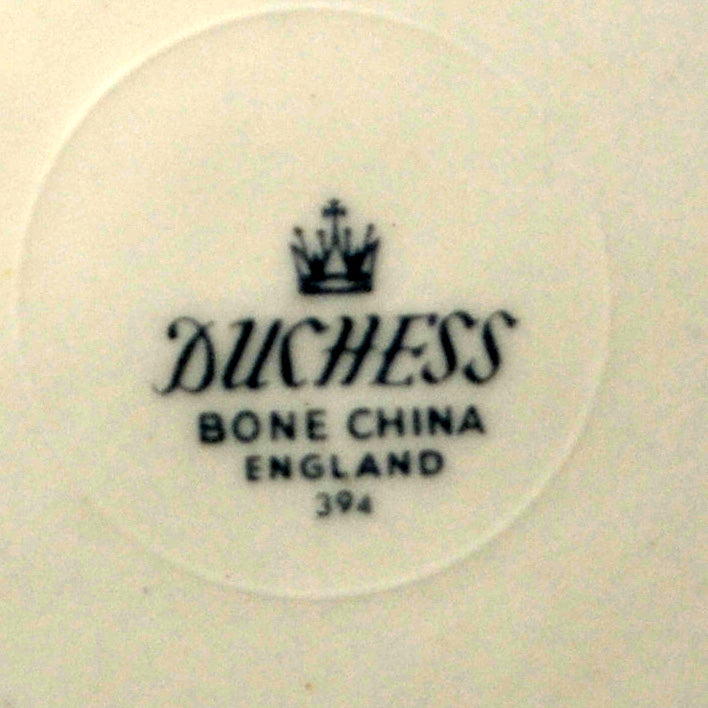 DUCHESS
BONE CHINA
ENGLAND
394